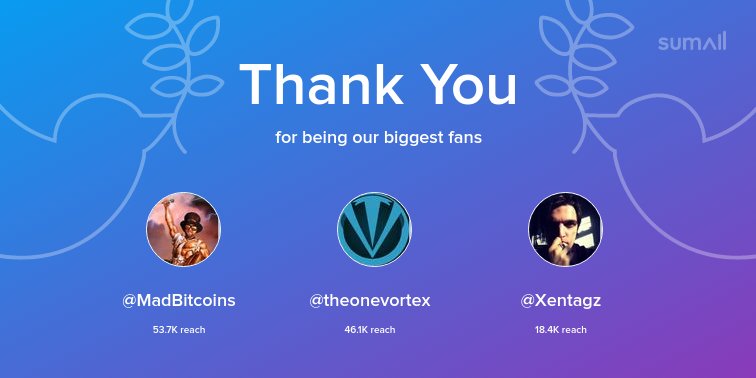 sumall
Thank You
for being our biggest fans
@MadBitcoins
@theonevortex
@Xentagz
53.7K reach
46.1K reach
18.4K reach